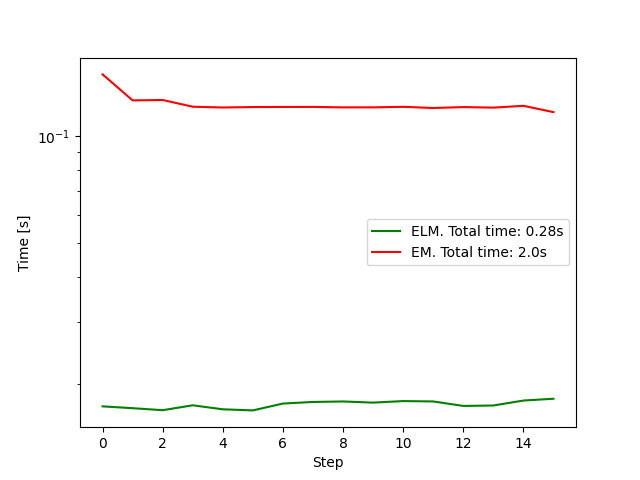 10⁻¹
Time [s]
ELM. Total time: 0.28s
EM. Total time: 2.0s
0 2 4 6 8 10 12 14
Step